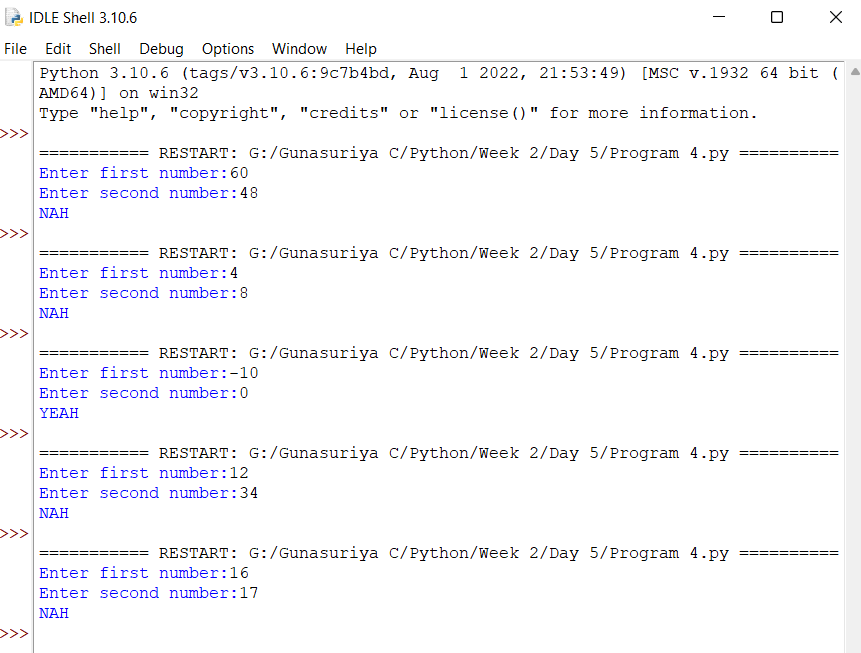 IDLE Shell 3.10.6
File Edit Shell Debug Options Window Help
Python 3.10.6 (tags/v3.10.6:9c7b4bd, Aug  1 2022, 21:53:49) [MSC v.1932 64 bit (
AMD64)] on win32
Type "help", "copyright", "credits" or "license()" for more information.
>>>
=========== RESTART: G:/Gunasuriya C/Python/Week 2/Day 5/Program 4.py ==========
Enter first number:60
Enter second number:48
NAH
>>>
=========== RESTART: G:/Gunasuriya C/Python/Week 2/Day 5/Program 4.py ==========
Enter first number:4
Enter second number:8
NAH
>>>
=========== RESTART: G:/Gunasuriya C/Python/Week 2/Day 5/Program 4.py ==========
Enter first number:-10
Enter second number:0
YEAH
>>>
=========== RESTART: G:/Gunasuriya C/Python/Week 2/Day 5/Program 4.py ==========
Enter first number:12
Enter second number:34
NAH
>>>
=========== RESTART: G:/Gunasuriya C/Python/Week 2/Day 5/Program 4.py ==========
Enter first number:16
Enter second number:17
NAH
>>>